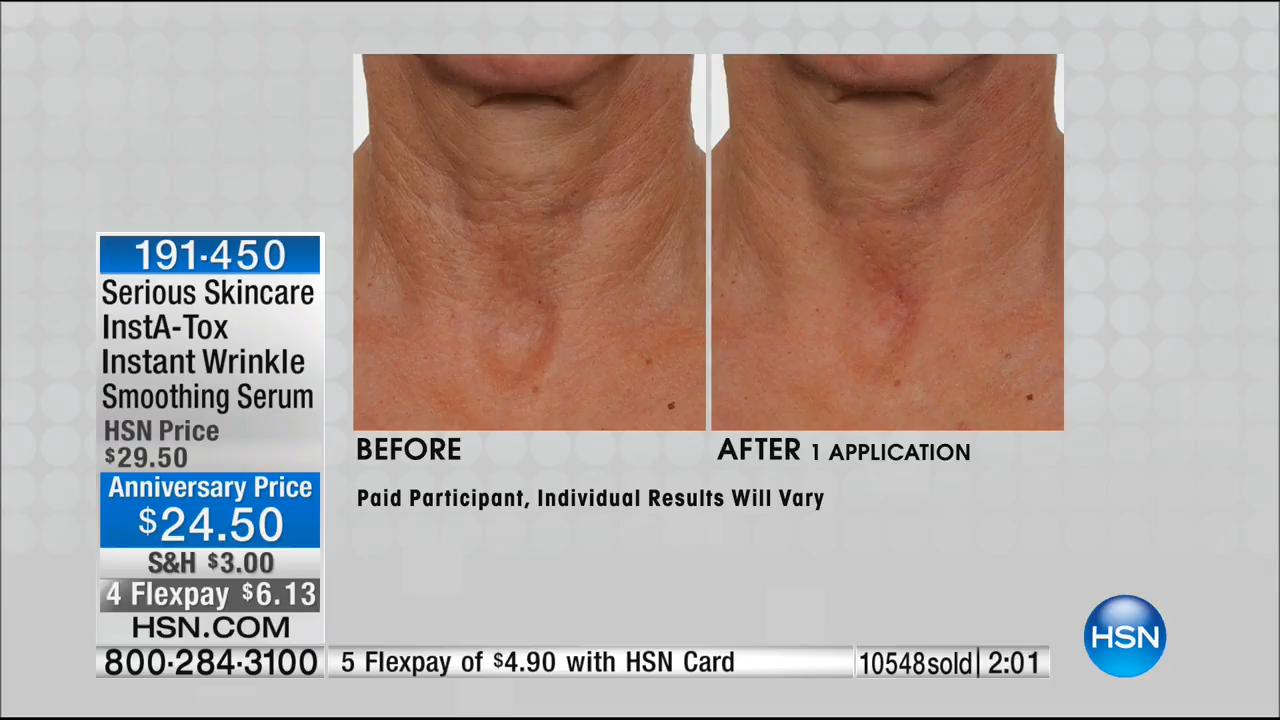 191·450
Serious Skincare
InstA-Tox
Instant Wrinkle
Smoothing Serum
HSN Price
$29.50
Anniversary Price
$24.50
S&H $3.00
4 Flexpay $6.13
HSN.COM
800·284·3100
BEFORE
AFTER 1 APPLICATION
Paid Participant, Individual Results Will Vary
5 Flexpay of $4.90 with HSN Card
10548sold | 2:01
HSN